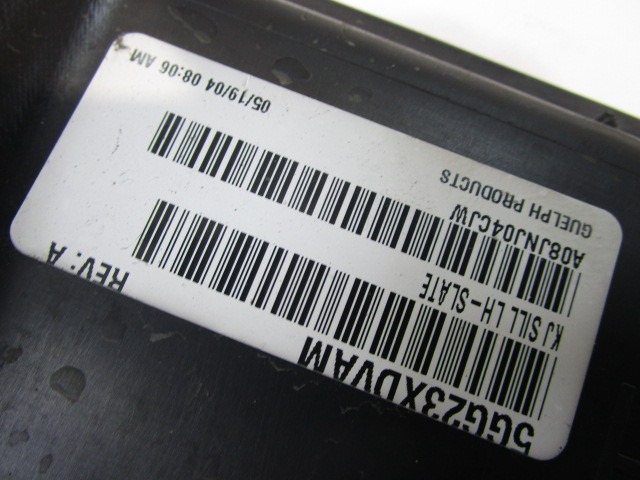 5GG23XDVAM
REV: A
KJ SILL LH-SLATE
A08JNJ04CJW
GUELPH PRODUCTS
05/19/04 08:06 AM